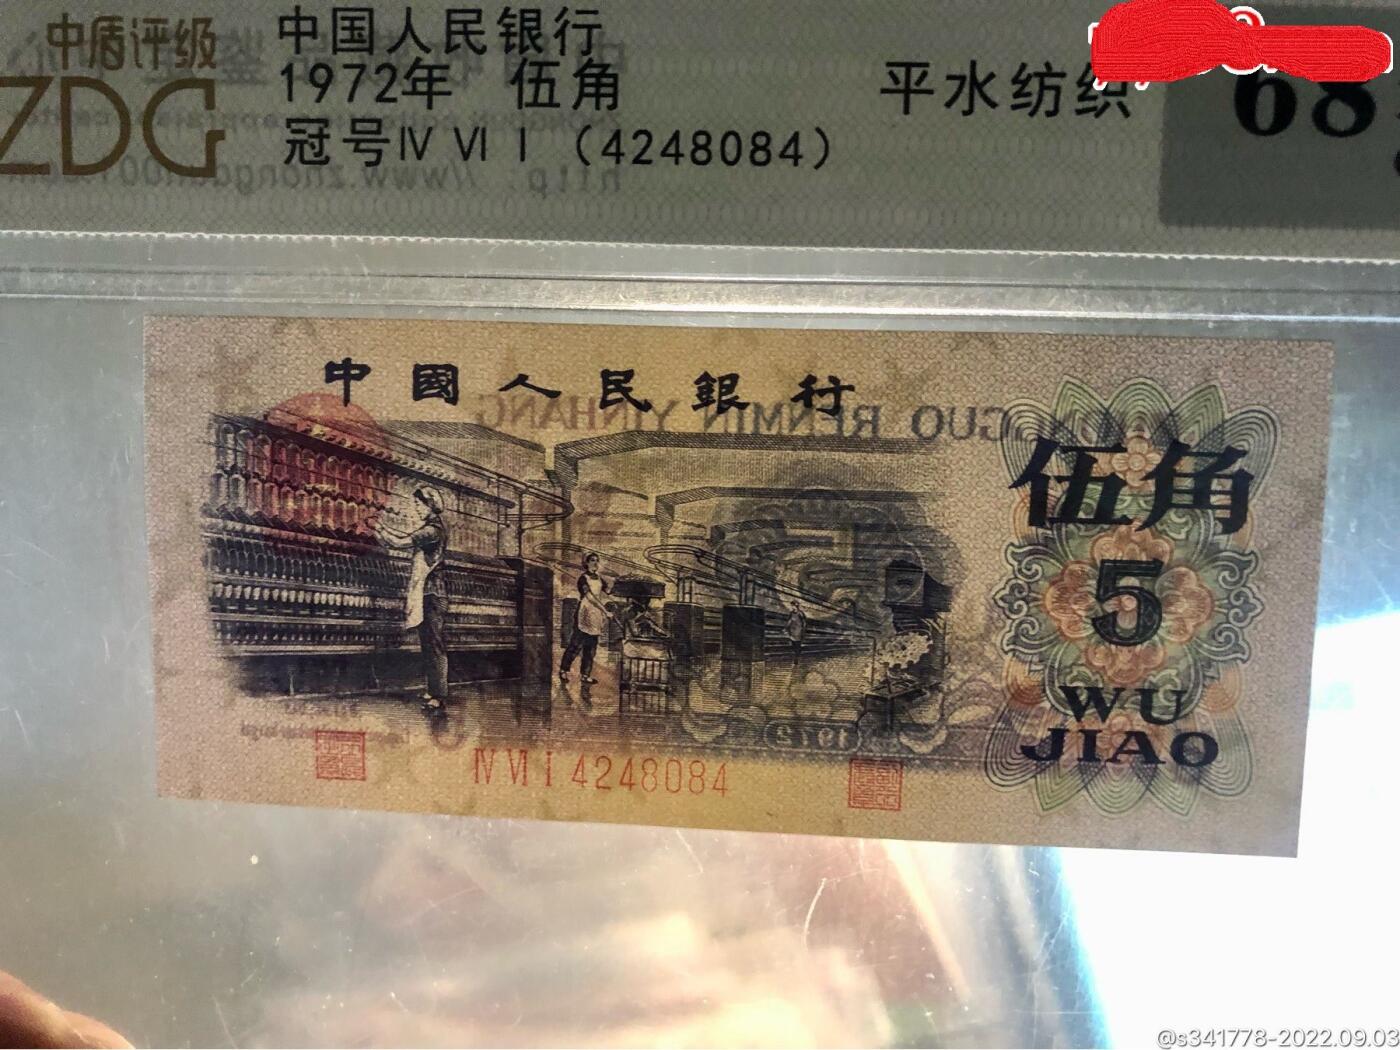 中盾评级
ZDG
中国人民银行
1972年 伍角
冠号Ⅳ Ⅵ Ⅰ（4248084）
平水纺织
68
中國人民銀行
GUO RENMIN YINHANG
伍角
5
WU
JIAO
1972
Ⅳ Ⅵ Ⅰ 4248084
@s341778-2022.09.03